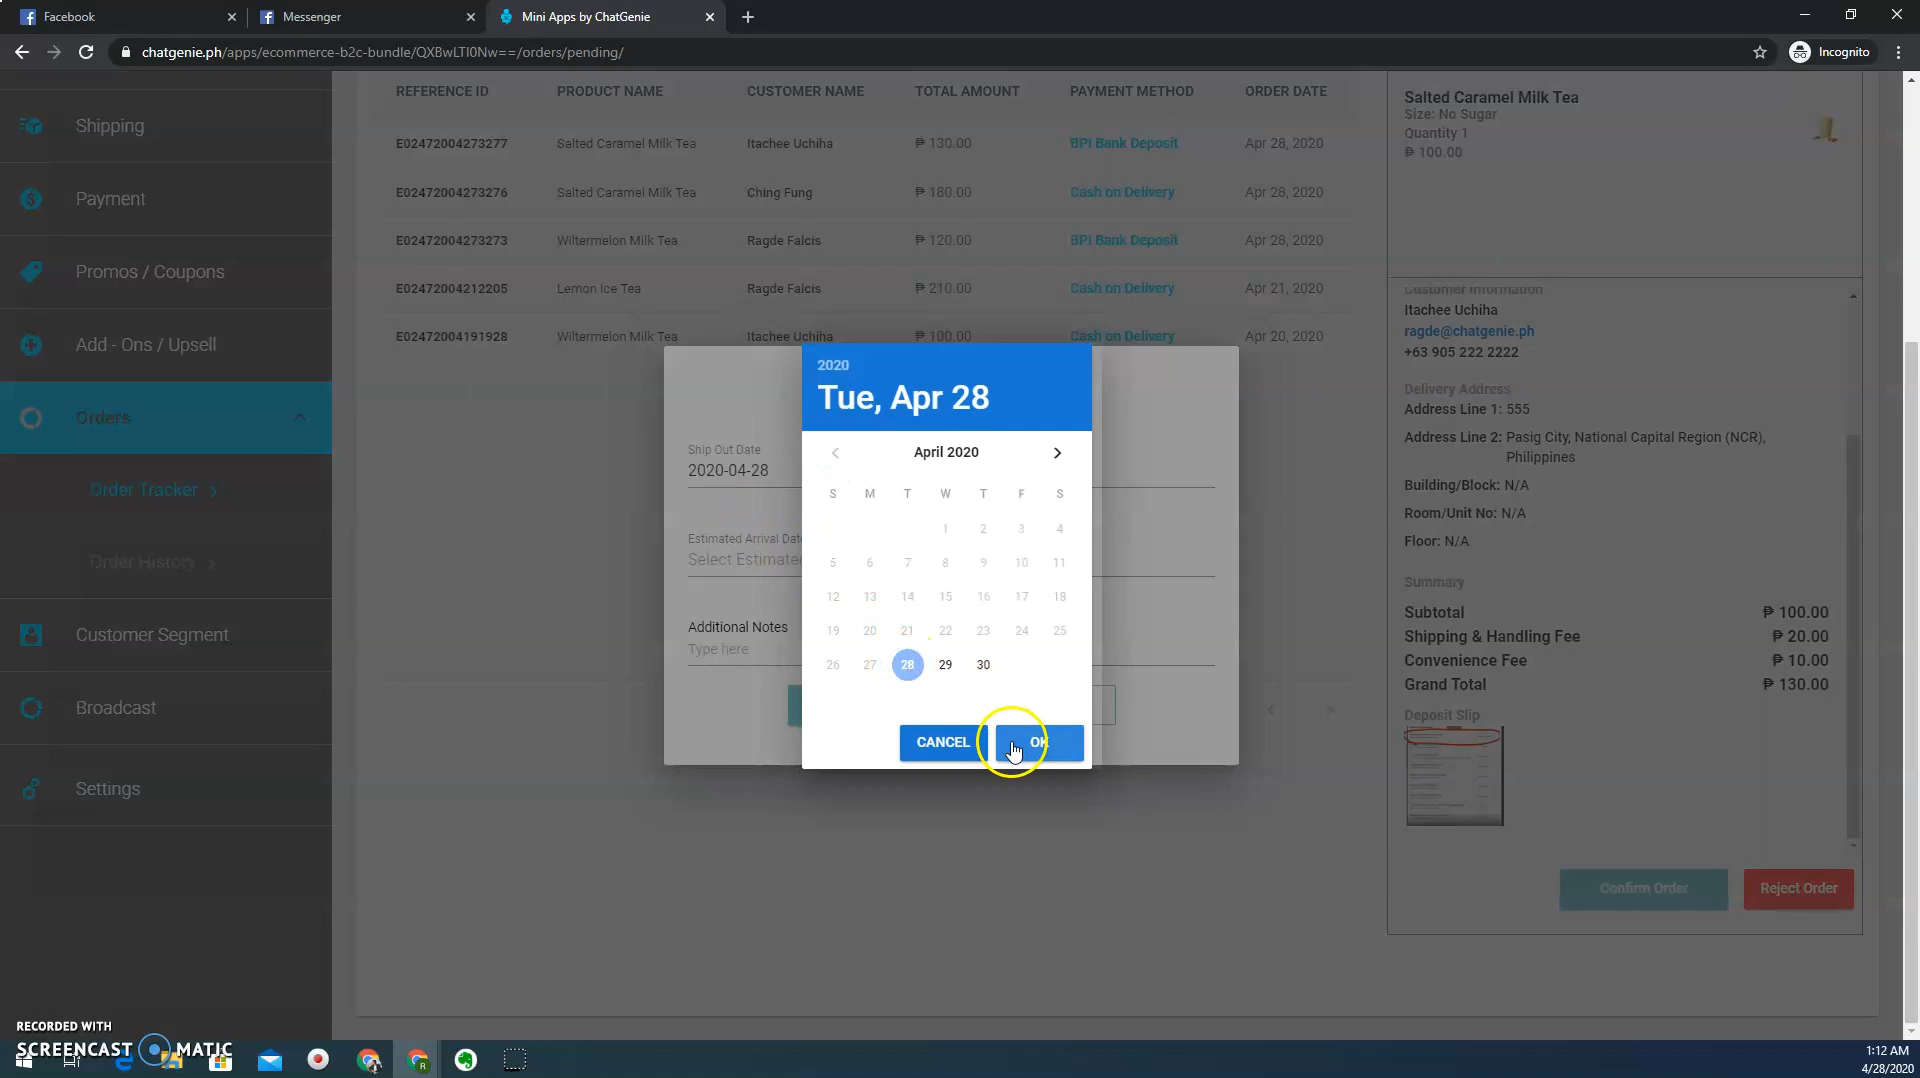 Facebook
Messenger
Mini Apps by ChatGenie
chatgenie.ph/apps/ecommerce-b2c-bundle/QXBwLTI0Nw==/orders/pending/
Incognito
Shipping
Payment
Promos / Coupons
Add - Ons / Upsell
Orders
Order Tracker
Order History
Customer Segment
Broadcast
Settings
REFERENCE ID PRODUCT NAME CUSTOMER NAME TOTAL AMOUNT PAYMENT METHOD ORDER DATE
E02472004273277 Salted Caramel Milk Tea Itachee Uchiha ₱ 130.00 BPI Bank Deposit Apr 28, 2020
E02472004273276 Salted Caramel Milk Tea Ching Fung ₱ 180.00 Cash on Delivery Apr 28, 2020
E02472004273273 Wiltermelon Milk Tea Ragde Falcis ₱ 120.00 BPI Bank Deposit Apr 28, 2020
E02472004212205 Lemon Ice Tea Ragde Falcis ₱ 210.00 Cash on Delivery Apr 21, 2020
E02472004191928 Wiltermelon Milk Tea Itachee Uchiha ₱ 100.00 Cash on Delivery Apr 20, 2020
Ship Out Date
2020-04-28
Estimated Arrival Date
Select Estimated
Additional Notes
Type here
2020
Tue, Apr 28
April 2020
S M T W T F S
1 2 3 4
5 6 7 8 9 10 11
12 13 14 15 16 17 18
19 20 21 22 23 24 25
26 27 28 29 30
CANCEL OK
Salted Caramel Milk Tea
Size: No Sugar
Quantity 1
₱ 100.00
Customer Information
Itachee Uchiha
ragde@chatgenie.ph
+63 905 222 2222
Delivery Address
Address Line 1: 555
Address Line 2: Pasig City, National Capital Region (NCR),
Philippines
Building/Block: N/A
Room/Unit No: N/A
Floor: N/A
Summary
Subtotal ₱ 100.00
Shipping & Handling Fee ₱ 20.00
Convenience Fee ₱ 10.00
Grand Total ₱ 130.00
Deposit Slip
Confirm Order Reject Order
RECORDED WITH
SCREENCAST MATIC
1:12 AM
4/28/2020